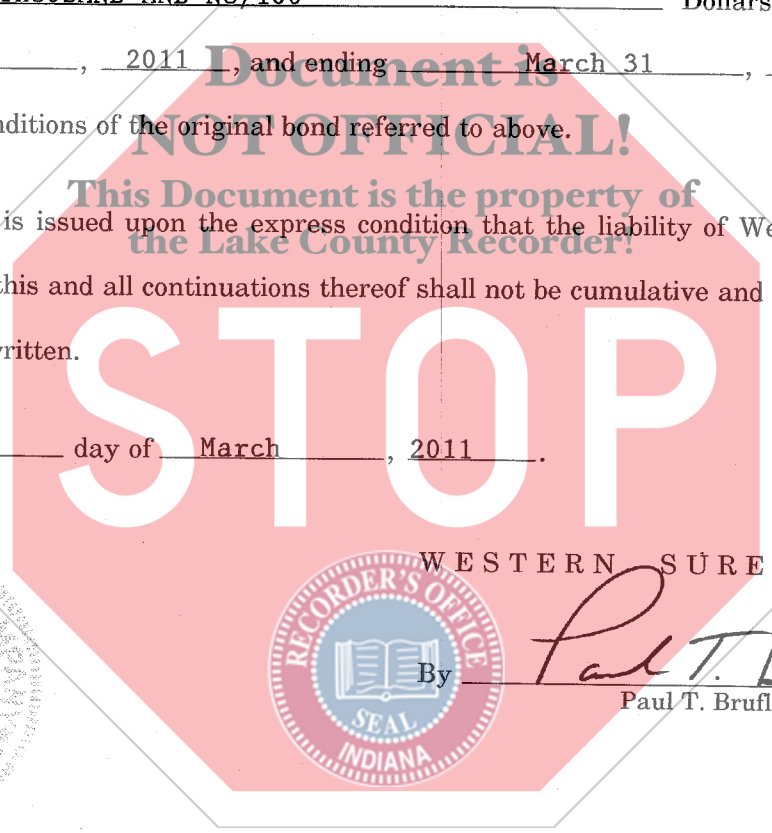 THOUSAND AND NO/100 Dollars
, 2011 , and ending March 31 ,
Document is
nditions of the original bond referred to above.
NOT OFFICIAL!
This Document is the property of
is issued upon the express condition that the liability of We
the Lake County Recorder!
this and all continuations thereof shall not be cumulative and
STOP
written.
day of March , 2011 .
WESTERN SURE
RECORDER'S OFFICE
SEAL
INDIANA
By Paul T.
Paul T. Brufl